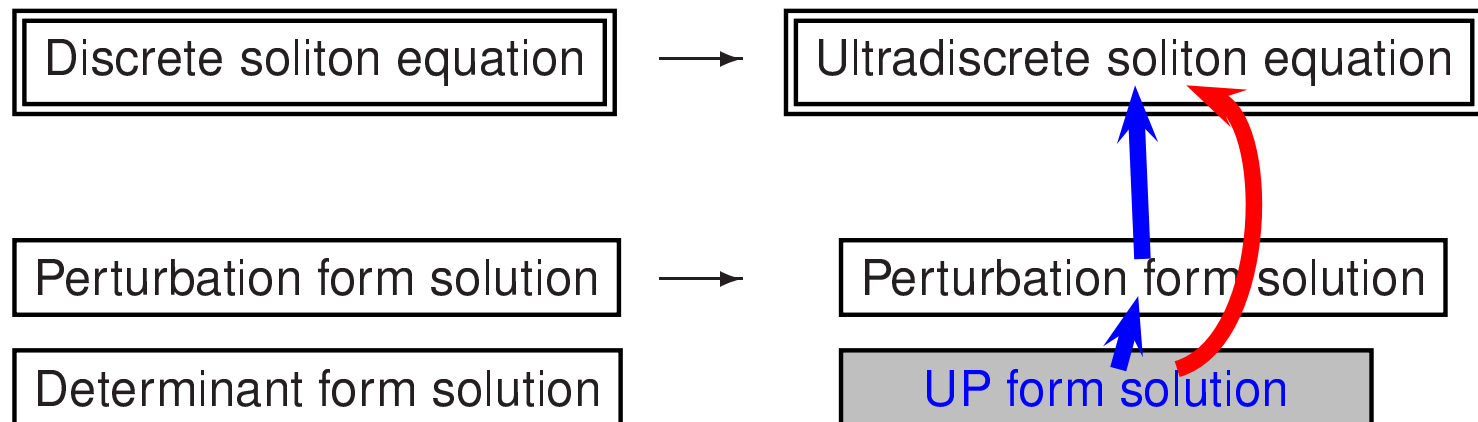 Discrete soliton equation
Ultradiscrete soliton equation
Perturbation form solution
Perturbation form solution
Determinant form solution
UP form solution